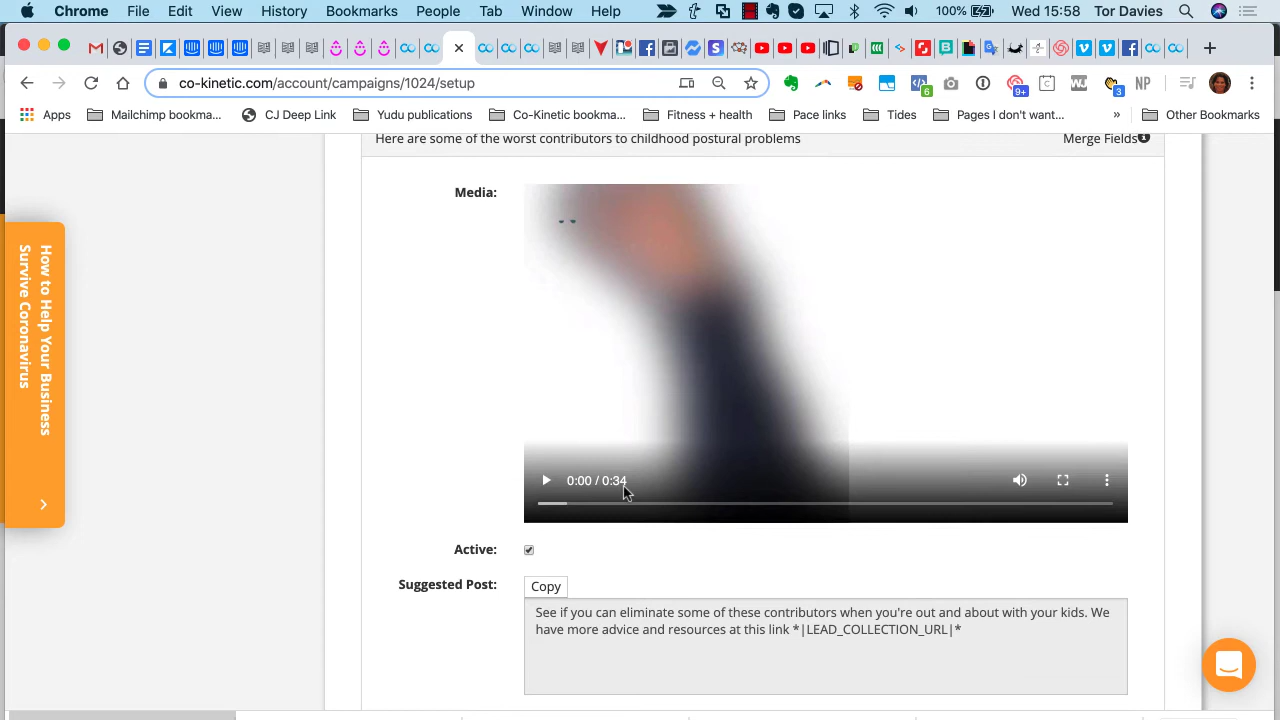 Chrome File Edit View History Bookmarks People Tab Window Help 100% Wed 15:58 Tor Davies
co-kinetic.com/account/campaigns/1024/setup 6 9+ C WJ 3 NP
Apps Mailchimp bookma... CJ Deep Link Yudu publications Co-Kinetic bookma... Fitness + health Pace links Tides Pages I don't want... » Other Bookmarks
Here are some of the worst contributors to childhood postural problems Merge Fields
Media:
0:00 / 0:34
How to Help Your Business
Survive Coronavirus
Active:
Suggested Post: Copy
See if you can eliminate some of these contributors when you're out and about with your kids. We
have more advice and resources at this link *|LEAD_COLLECTION_URL|*